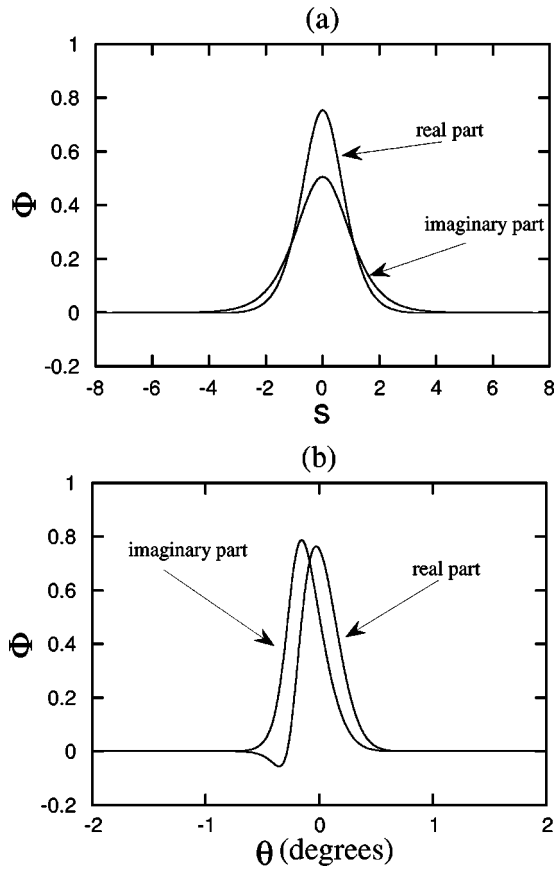 (a)
1
0.8
real part
0.6
Φ
0.4
imaginary part
0.2
0
-0.2
-8 -6 -4 -2 0 2 4 6 8
S
(b)
1
0.8
imaginary part
real part
0.6
Φ
0.4
0.2
0
-0.2
-2 -1 0 1 2
θ (degrees)